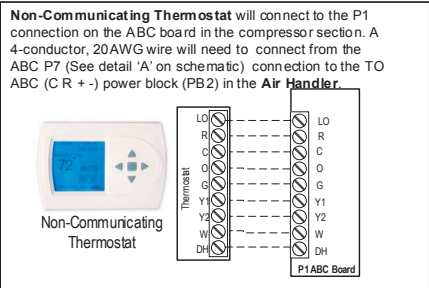 Non-Communicating Thermostat will connect to the P1
connection on the ABC board in the compressor section. A
4-conductor, 20AWG wire will need to connect from the
ABC P7 (See detail 'A' on schematic) connection to the TO
ABC (C R + -) power block (PB2) in the Air Handler.
LO
R
C
O
G
Y1
Y2
W
DH
Thermostat
LO
R
C
O
G
Y1
Y2
W
DH
P1 ABC Board
72°
Non-Communicating
Thermostat